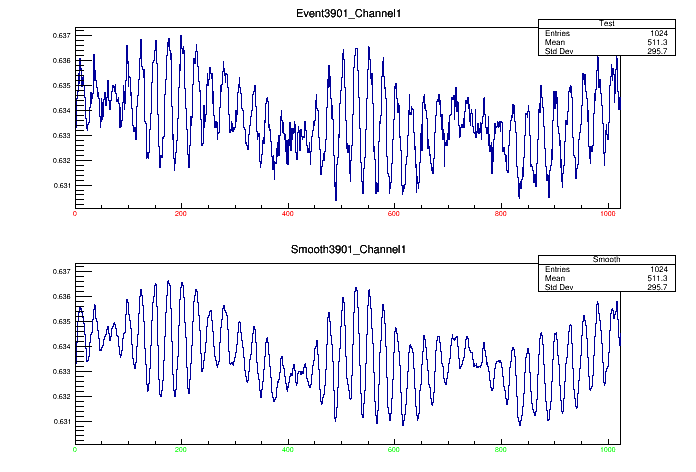 Event3901_Channel1
Test
Entries 1024
Mean 511.3
Std Dev 295.7
0.637
0.636
0.635
0.634
0.633
0.632
0.631
0 200 400 600 800 1000
Smooth3901_Channel1
Smooth
Entries 1024
Mean 511.3
Std Dev 295.7
0.637
0.636
0.635
0.634
0.633
0.632
0.631
0 200 400 600 800 1000